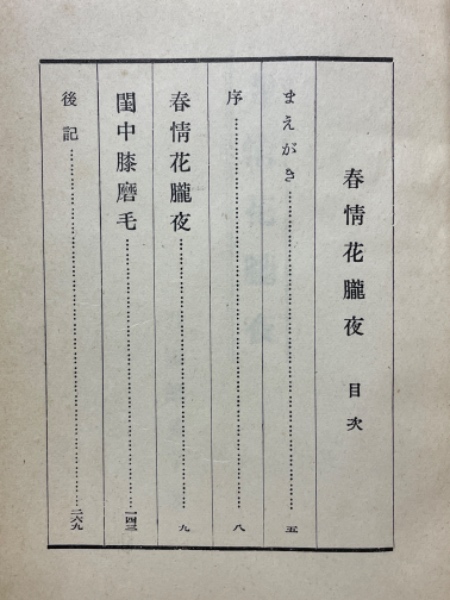 春情花朧夜 目次
まえがき……五
序……八
春情花朧夜……九
閨中膝磨毛……一四三
後記……二六九